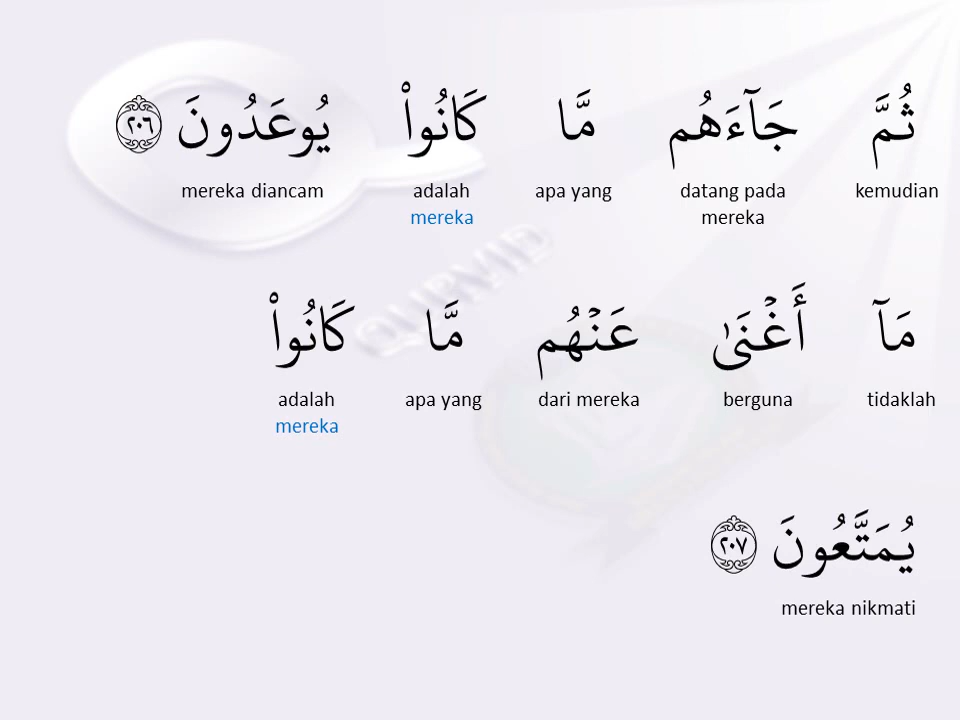 ثُمَّ جَآءَهُم مَّا كَانُوا۟ يُوعَدُونَ ٢٠٦
kemudian datang pada mereka apa yang adalah mereka mereka diancam
مَآ أَغْنَىٰ عَنْهُم مَّا كَانُوا۟
tidaklah berguna dari mereka apa yang adalah mereka
يُمَتَّعُونَ ٢٠٧
mereka nikmati
QURVID